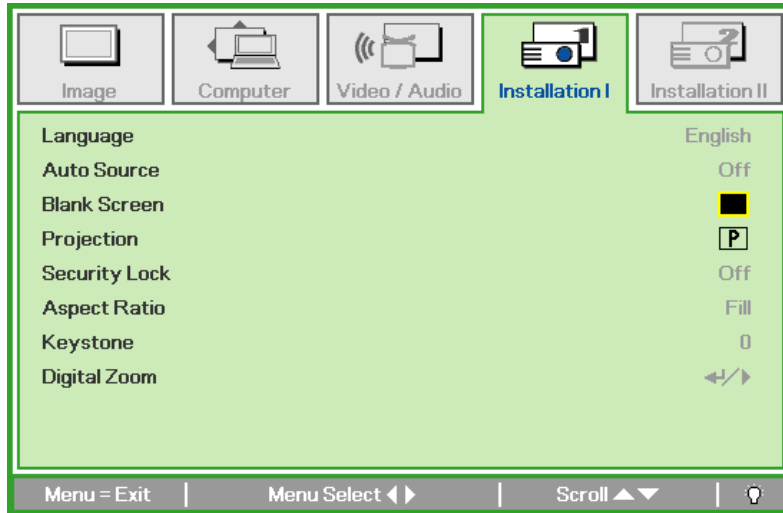 Image Computer Video / Audio Installation I Installation II
Language English
Auto Source Off
Blank Screen
Projection P
Security Lock Off
Aspect Ratio Fill
Keystone 0
Digital Zoom
Menu = Exit Menu Select Scroll